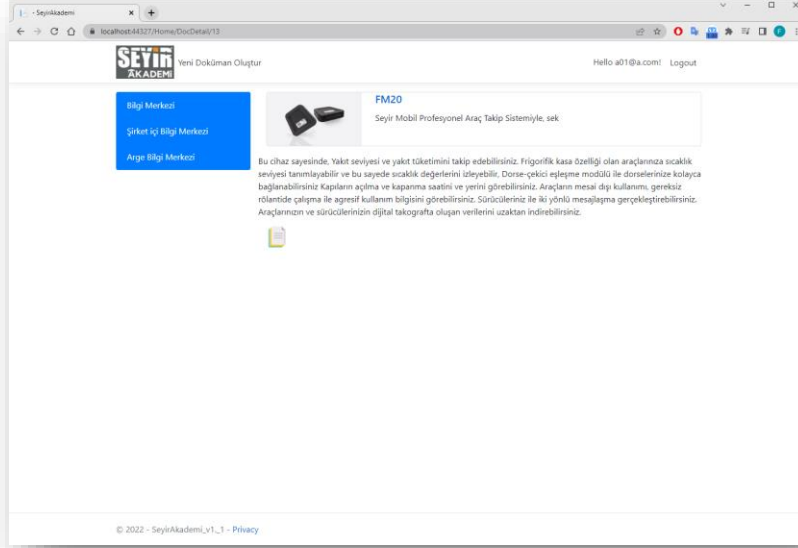 - SeyirAkademi
localhost:44327/Home/DocDetail/13
SEYİR
AKADEMİ
Yeni Doküman Oluştur
Hello a01@a.com!
Logout
Bilgi Merkezi
Şirket içi Bilgi Merkezi
Arge Bilgi Merkezi
FM20
Seyir Mobil Profesyonel Araç Takip Sistemiyle, sek
Bu cihaz sayesinde, Yakıt seviyesi ve yakıt tüketimini takip edebilirsiniz. Frigorifik kasa özelliği olan araçlarınıza sıcaklık
seviyesi tanımlayabilir ve bu sayede sıcaklık değerlerini izleyebilir, Dorse-çekici eşleşme modülü ile dorselerinize kolayca
bağlanabilirsiniz Kapıların açılma ve kapanma saatini ve yerini görebilirsiniz. Araçların mesai dışı kullanımı, gereksiz
rölantide çalışma ile agresif kullanım bilgisini görebilirsiniz. Sürücüleriniz ile iki yönlü mesajlaşma gerçekleştirebilirsiniz.
Araçlarınızın ve sürücülerinizin dijital takografta oluşan verilerini uzaktan indirebilirsiniz.
© 2022 - SeyirAkademi_v1._1 - Privacy